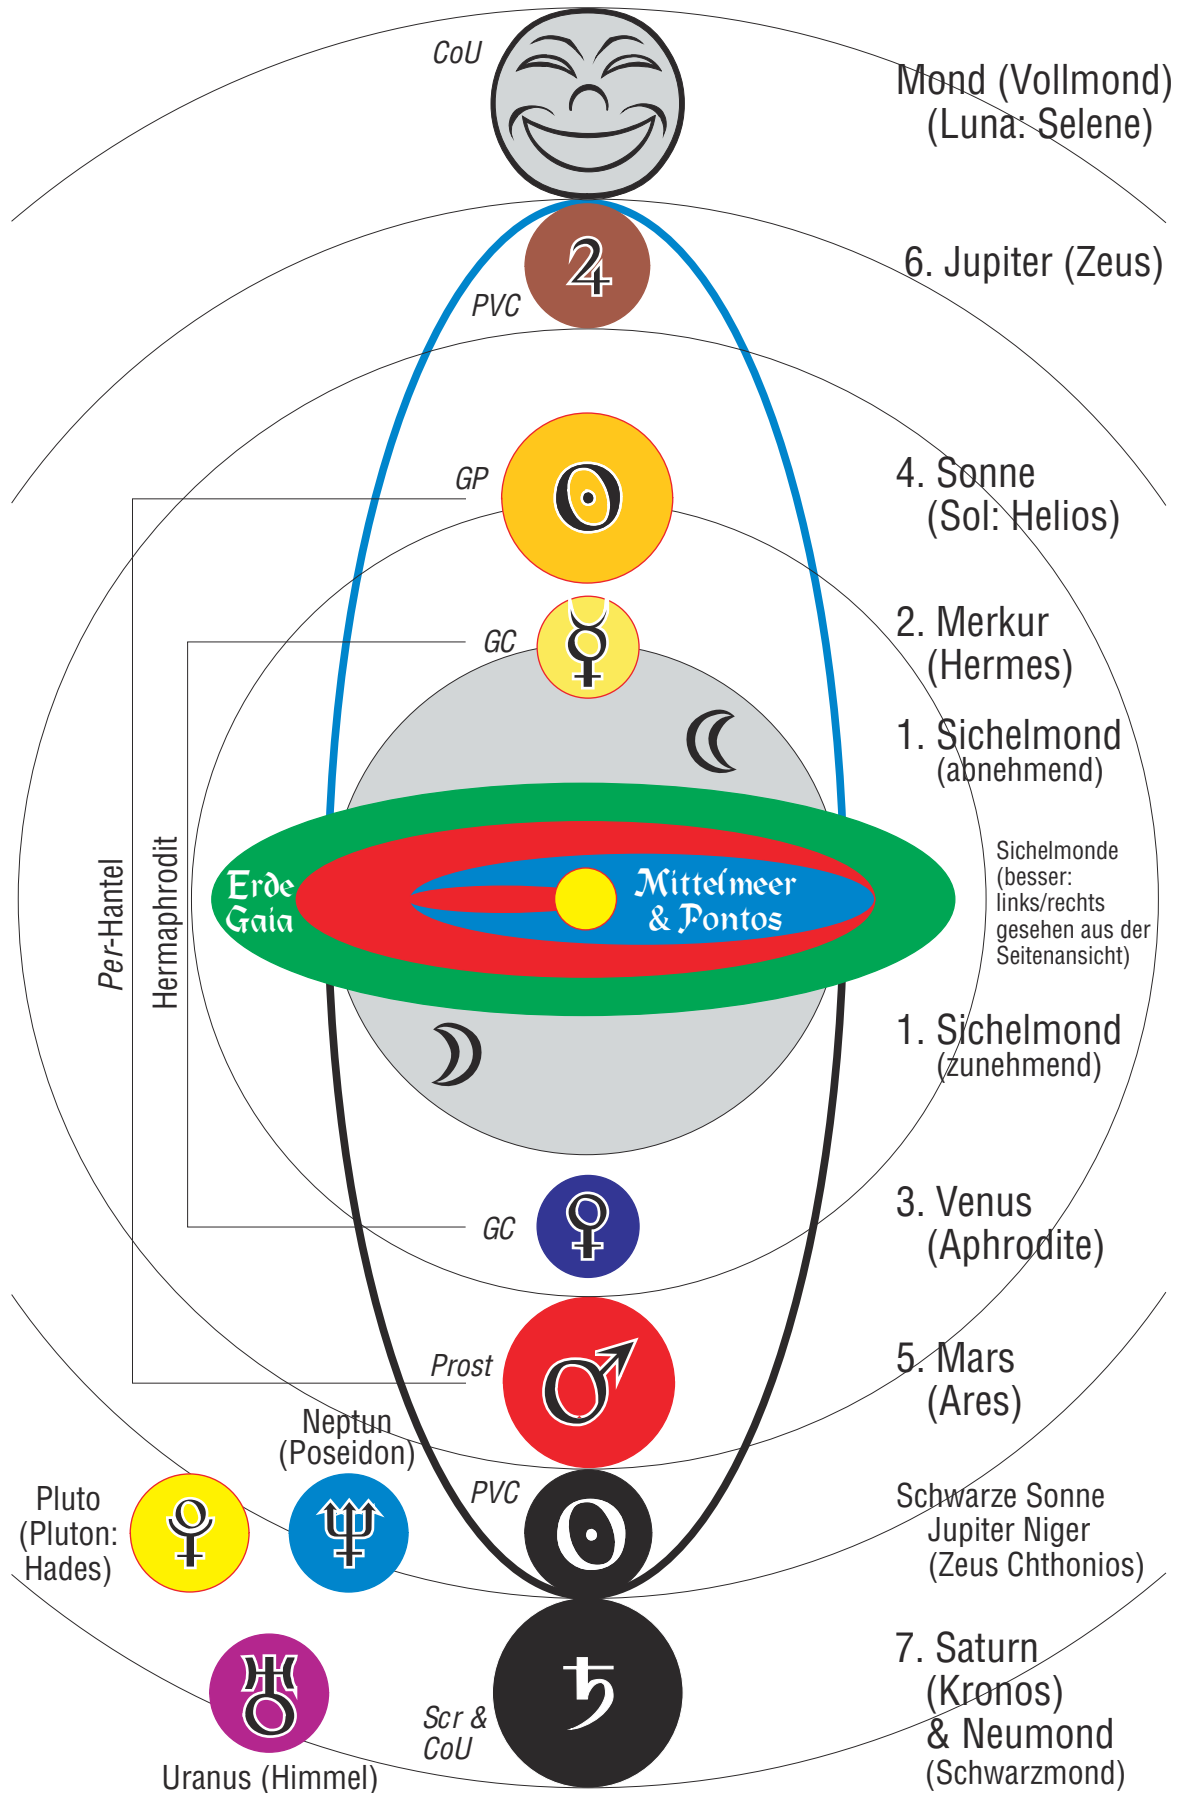 CoU
Mond (Vollmond)
(Luna: Selene)
6. Jupiter (Zeus)
PVC
GP
4. Sonne
(Sol: Helios)
GC
2. Merkur
(Hermes)
1. Sichelmond
(abnehmend)
Per-Hantel
Hermaphrodit
Erde
Gaia
Mittelmeer
& Pontos
Sichelmonde
(besser:
links/rechts
gesehen aus der
Seitenansicht)
1. Sichelmond
(zunehmend)
GC
3. Venus
(Aphrodite)
Prost
5. Mars
(Ares)
Neptun
(Poseidon)
Pluto
(Pluton:
Hades)
PVC
Schwarze Sonne
Jupiter Niger
(Zeus Chthonios)
7. Saturn
(Kronos)
& Neumond
(Schwarzmond)
Scr &
CoU
Uranus (Himmel)